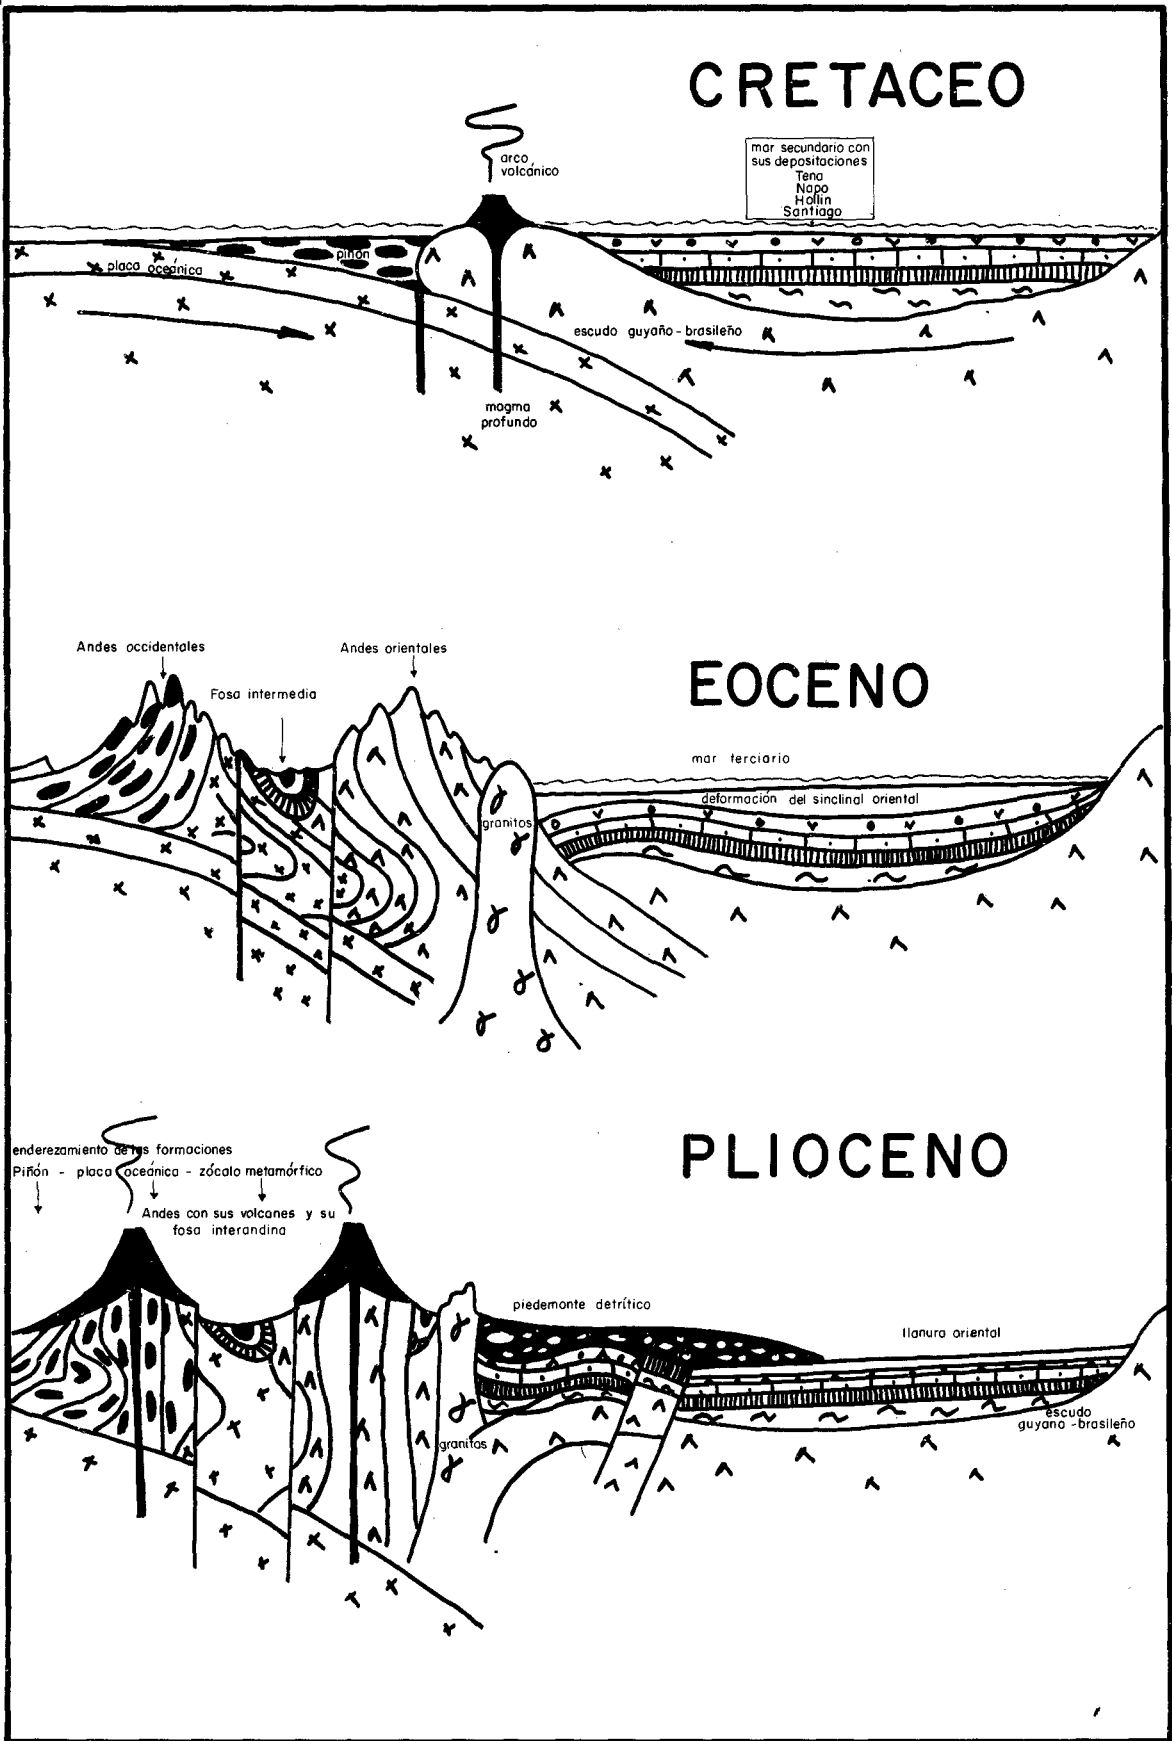 CRETACEO
arco
volcánico
mar secundario con
sus depositaciones
Tena
Napo
Hollin
Santiago
piñon
placa oceánica
escudo guyaño-brasileño
magma
profundo
EOCENO
Andes occidentales
Andes orientales
Fosa intermedia
mar terciario
deformación del sinclinal oriental
granitos
PLIOCENO
enderezamiento de las formaciones
Piñón - placa oceánica - zócalo metamórfico
Andes con sus volcanes y su
fosa interandina
piedemonte detrítico
llanura oriental
escudo
guyano-brasileño
granitos